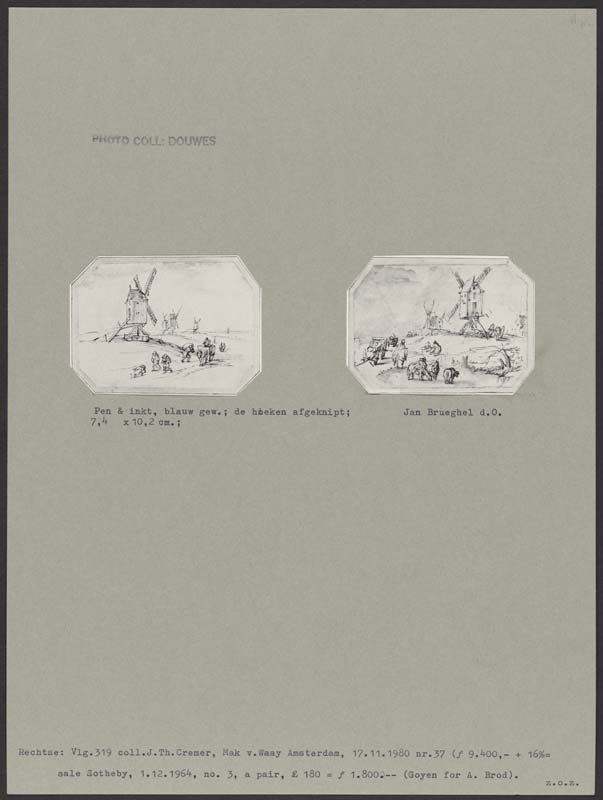 PHOTO COLL: DOUWES
Pen & inkt, blauw gew.; de hoeken afgeknipt;
7,4 x 10,2 cm.;
Jan Brueghel d.O.
Rechtse: Vlg.319 coll.J.Th.Cremer, Mak v.Waay Amsterdam, 17.11.1980 nr.37 (ƒ 9.400,- + 16%=
sale Sotheby, 1.12.1964, no. 3, a pair, £ 180 = ƒ 1.800.-- (Goyen for A. Brod).
z.o.z.